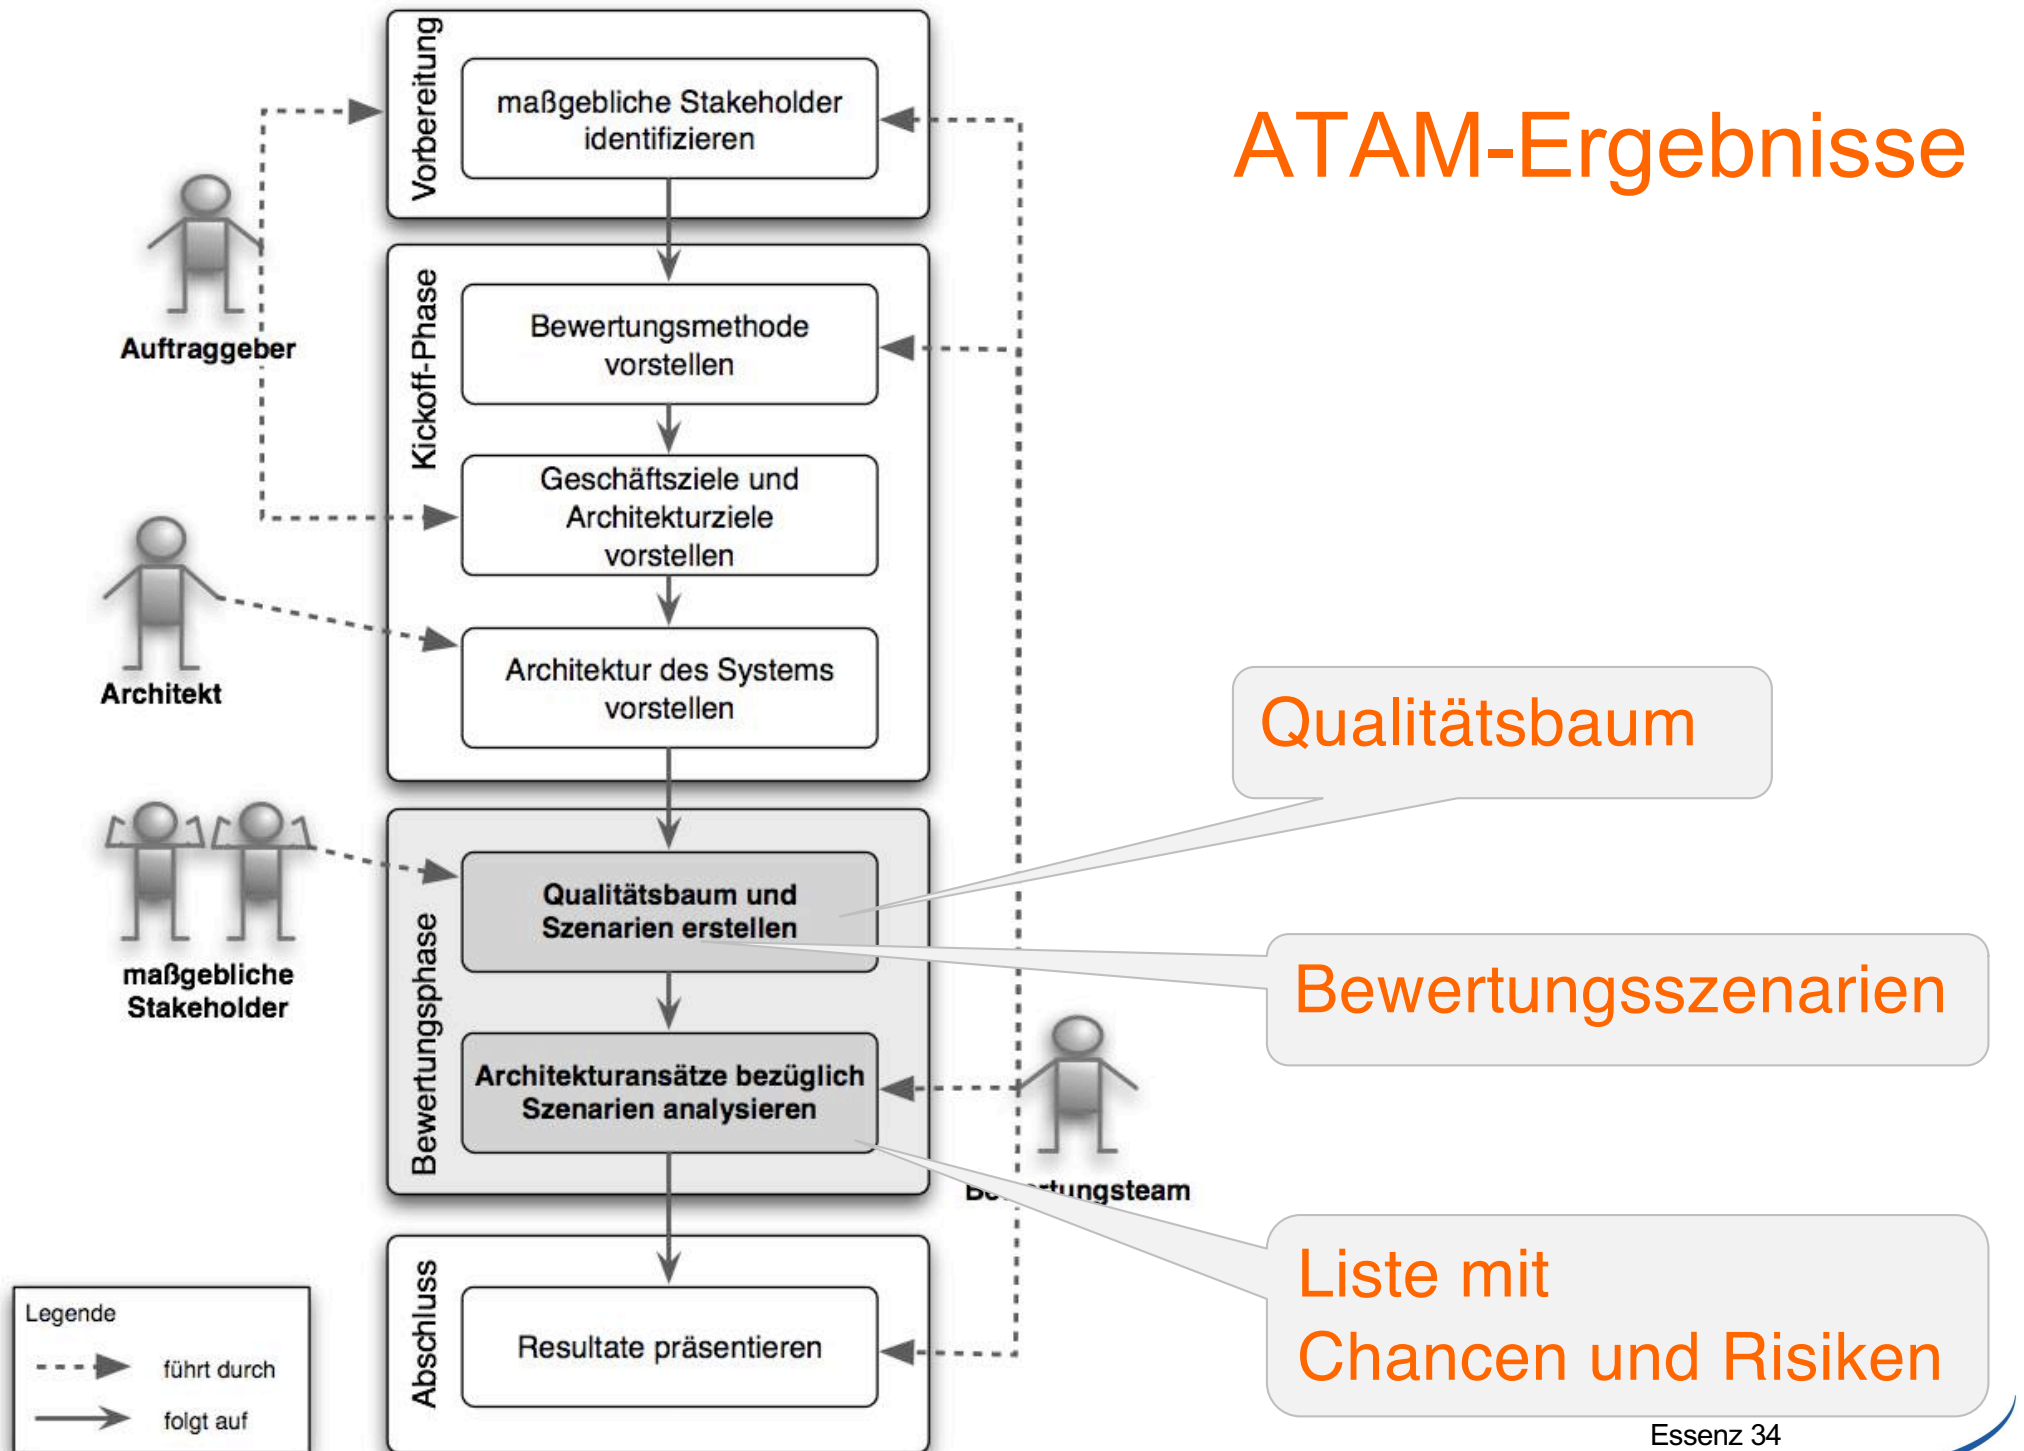 ATAM-Ergebnisse
Vorbereitung
maßgebliche Stakeholder
identifizieren
Auftraggeber
Kickoff-Phase
Bewertungsmethode
vorstellen
Geschäftsziele und
Architekturziele
vorstellen
Architekt
Architektur des Systems
vorstellen
Qualitätsbaum
maßgebliche
Stakeholder
Bewertungsphase
Qualitätsbaum und
Szenarien erstellen
Bewertungsszenarien
Architekturansätze bezüglich
Szenarien analysieren
Bewertungsteam
Liste mit
Chancen und Risiken
Abschluss
Resultate präsentieren
Legende
führt durch
folgt auf
Essenz 34